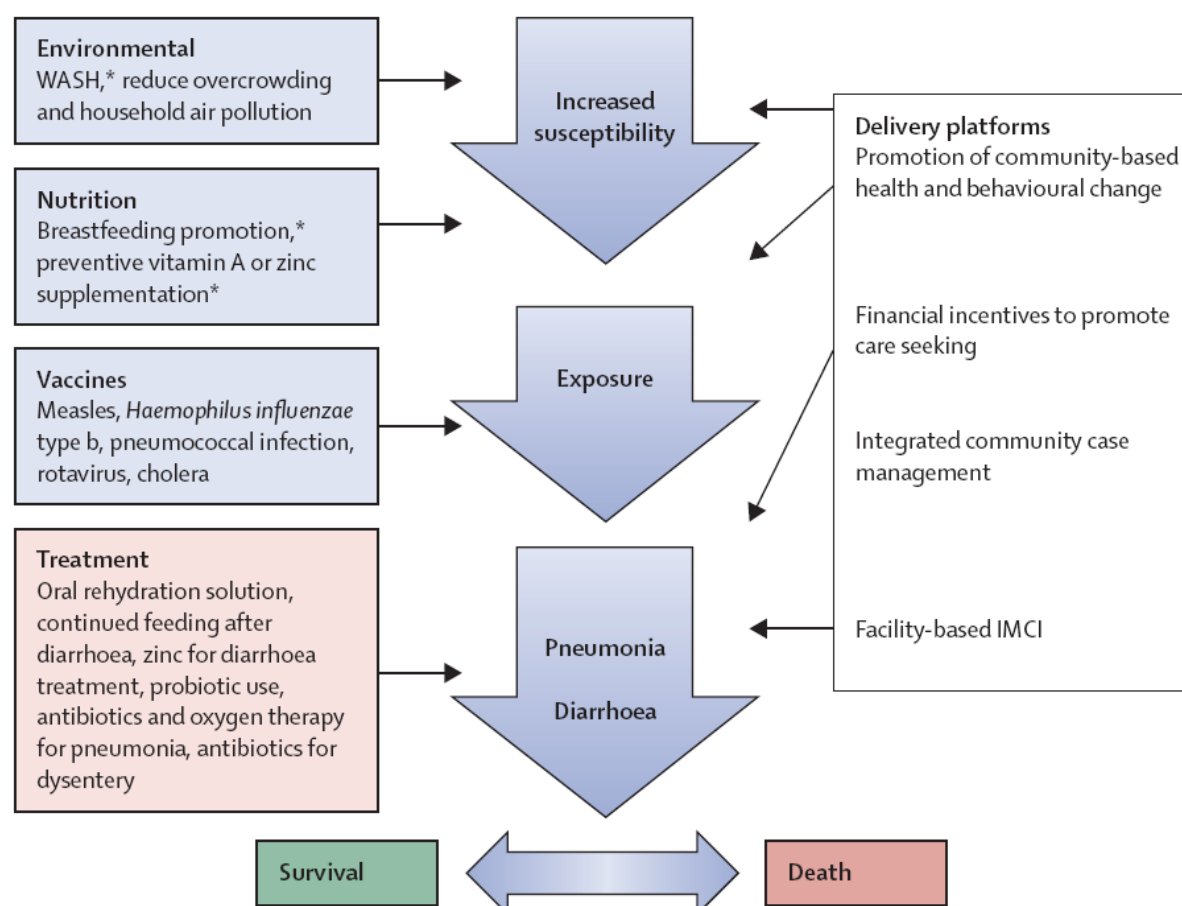 Environmental
WASH,* reduce overcrowding
and household air pollution
Nutrition
Breastfeeding promotion,*
preventive vitamin A or zinc
supplementation*
Vaccines
Measles, Haemophilus influenzae
type b, pneumococcal infection,
rotavirus, cholera
Treatment
Oral rehydration solution,
continued feeding after
diarrhoea, zinc for diarrhoea
treatment, probiotic use,
antibiotics and oxygen therapy
for pneumonia, antibiotics for
dysentery
Increased
susceptibility
Exposure
Pneumonia
Diarrhoea
Delivery platforms
Promotion of community-based
health and behavioural change
Financial incentives to promote
care seeking
Integrated community case
management
Facility-based IMCI
Survival
Death